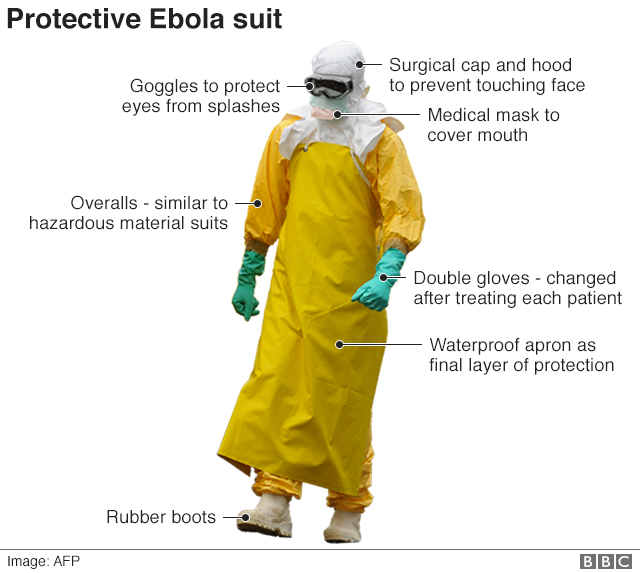 Protective Ebola suit
Surgical cap and hood
to prevent touching face
Goggles to protect
eyes from splashes
Medical mask to
cover mouth
Overalls - similar to
hazardous material suits
Double gloves - changed
after treating each patient
Waterproof apron as
final layer of protection
Rubber boots
Image: AFP
BBC